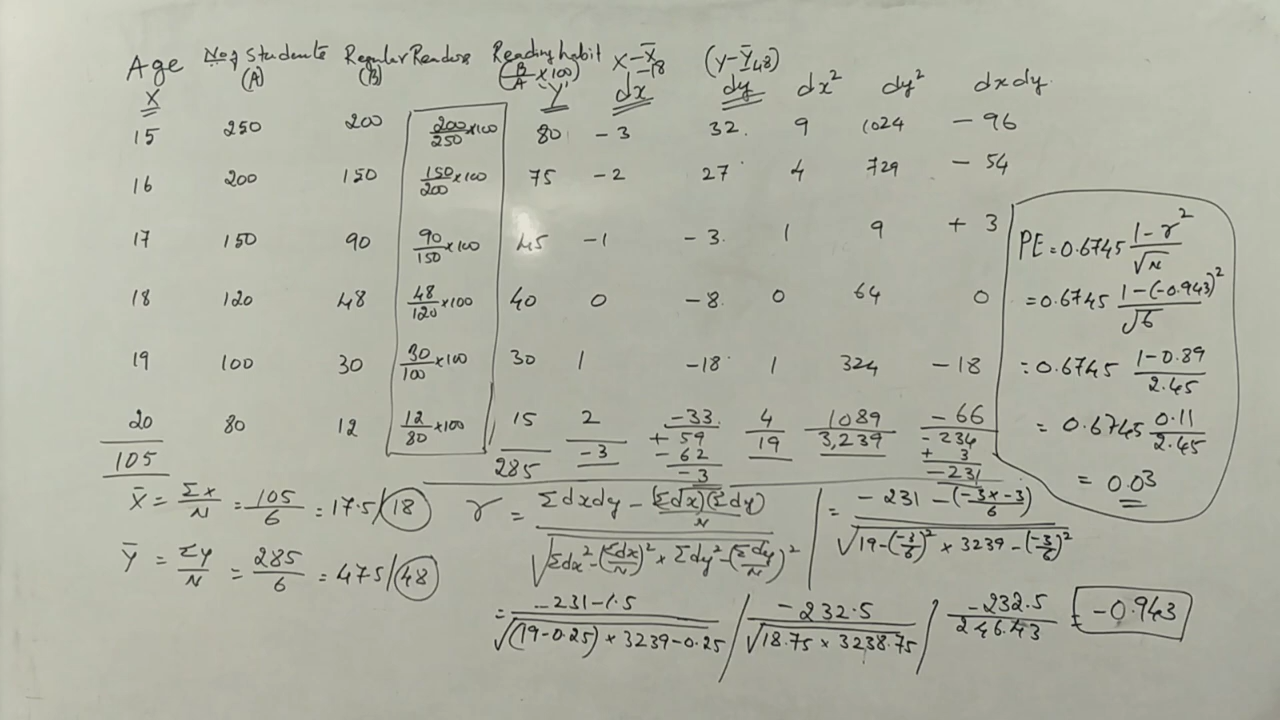 Age No of Students Regular Readers Reading habit X-X̄ (Y-Ȳ48)
X (A) (B) (B/A x100) -18
"Y" dx dy dx² dy² dxdy
15 250 200 200/250 x100 80 -3 32 9 1024 -96
16 200 150 150/200 x100 75 -2 27 4 729 -54
17 150 90 90/150 x100 45 -1 -3 1 9 +3
18 120 48 48/120 x100 40 0 -8 0 64 0
19 100 30 30/100 x100 30 1 -18 1 324 -18
20 80 12 12/80 x100 15 2 -33 4 1089 -66
105 285 -3 +59 19 3,239 -234
-62 +3
-3 -231
PE = 0.6745 1-r²/√N
= 0.6745 1-(-0.943)²/√6
= 0.6745 1-0.89/2.45
= 0.6745 0.11/2.45
= 0.03
X̄ = Σx/N = 105/6 = 17.5/18
Ȳ = Σy/N = 285/6 = 475/48
r = Σdxdy - (Σdx)(Σdy)/N / √Σdx²-(Σdx/N)² x Σdy²-(Σdy/N)² = -231-(-3x-3/6) / √19-(-3/6)² x 3239-(-3/6)²
= -231-1.5 / √(19-0.25) x 3239-0.25 / -232.5 / √18.75 x 3238.75 / -232.5/246.43 = -0.943